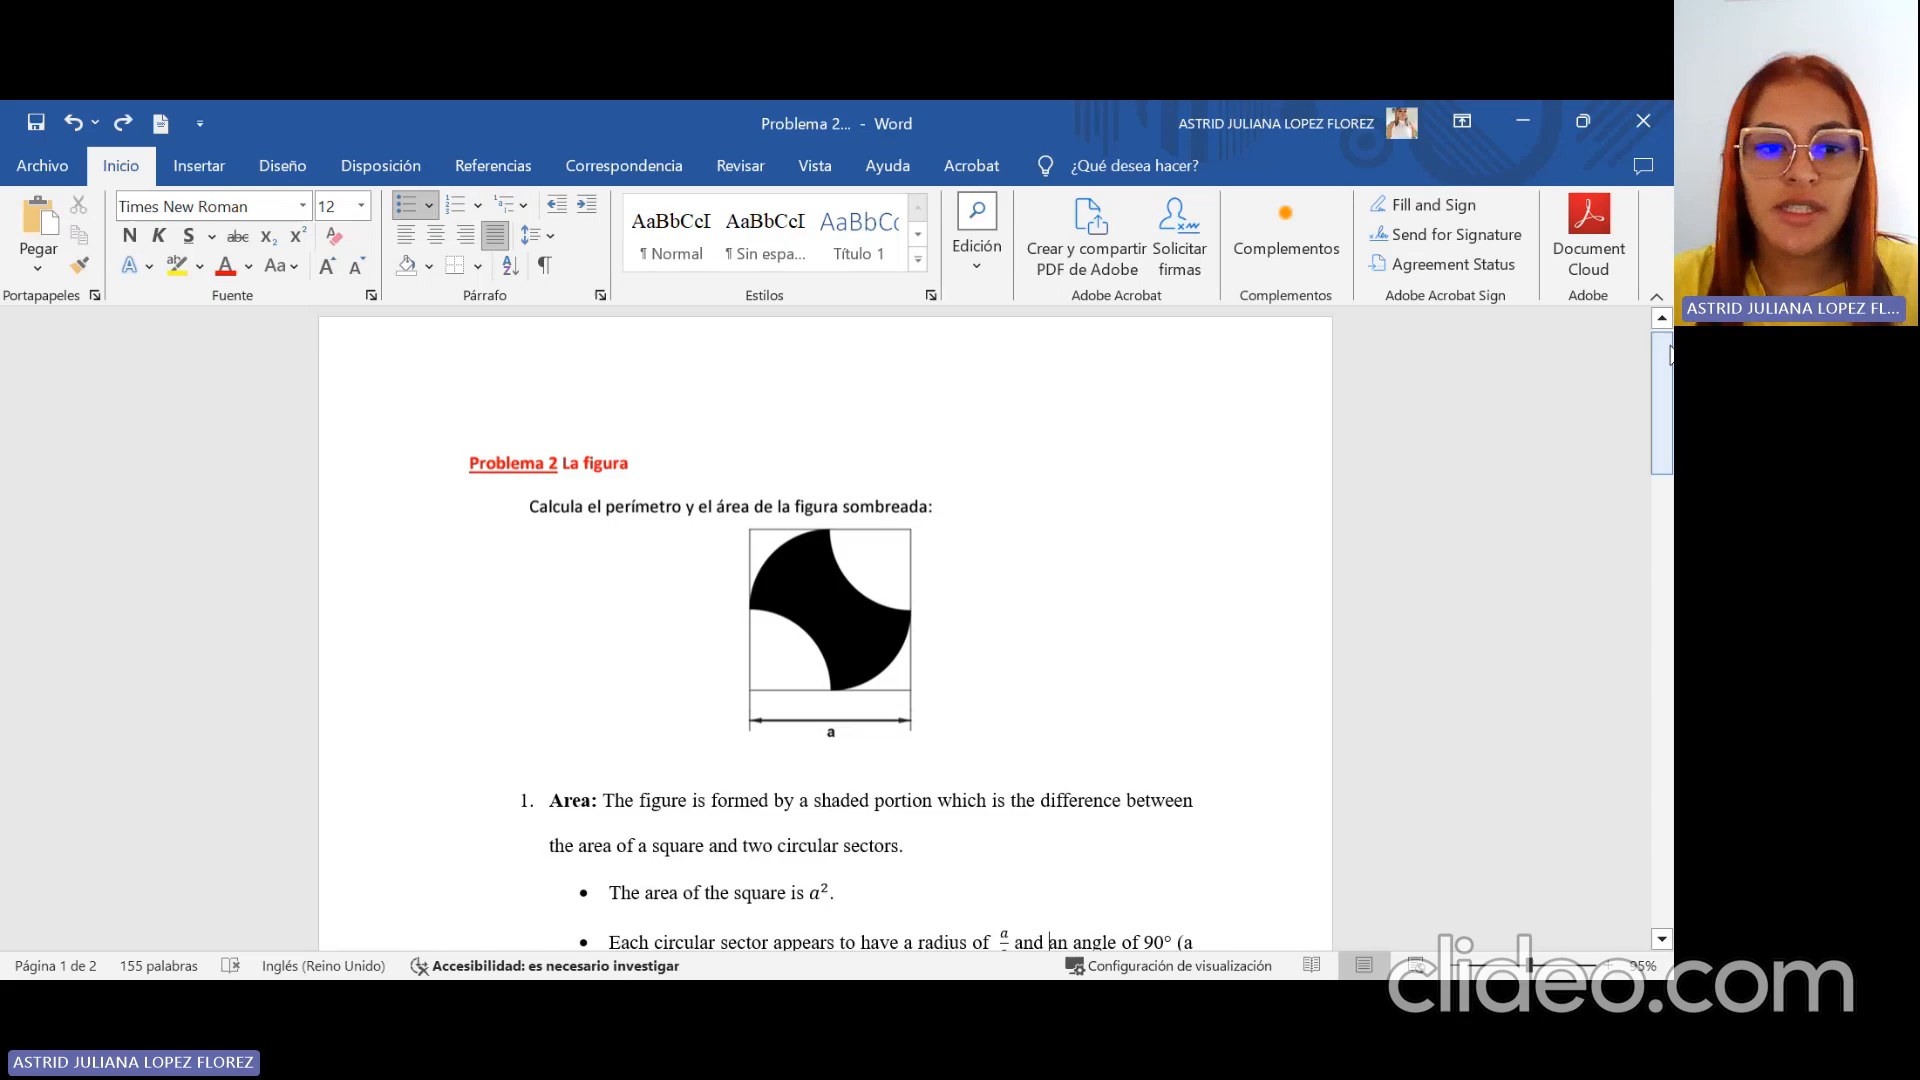 Problema 2... - Word
ASTRID JULIANA LOPEZ FLOREZ
Archivo Inicio Insertar Diseño Disposición Referencias Correspondencia Revisar Vista Ayuda Acrobat ¿Qué desea hacer?
Pegar
Portapapeles
Times New Roman 12
N K S abc X₂ X²
A ab A Aa A A
Fuente
Párrafo
AaBbCcI AaBbCcI AaBbCc
¶ Normal ¶ Sin espa... Título 1
Estilos
Edición
Crear y compartir PDF de Adobe
Solicitar firmas
Adobe Acrobat
Complementos
Complementos
Fill and Sign
Send for Signature
Agreement Status
Adobe Acrobat Sign
Document Cloud
Adobe
ASTRID JULIANA LOPEZ FL...
Problema 2 La figura
Calcula el perímetro y el área de la figura sombreada:
a
1. Area: The figure is formed by a shaded portion which is the difference between
the area of a square and two circular sectors.
• The area of the square is a².
• Each circular sector appears to have a radius of a and an angle of 90° (a
Página 1 de 2 155 palabras Inglés (Reino Unido) Accesibilidad: es necesario investigar Configuración de visualización 95%
clideo.com
ASTRID JULIANA LOPEZ FLOREZ